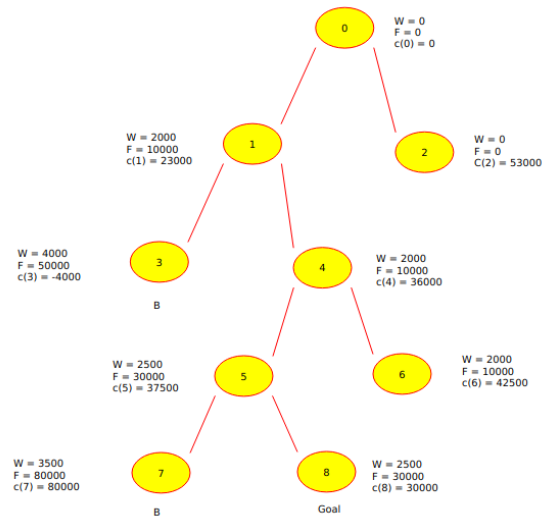 0
W = 0
F = 0
c(0) = 0
W = 2000
F = 10000
c(1) = 23000
1
2
W = 0
F = 0
C(2) = 53000
W = 4000
F = 50000
c(3) = -4000
3
B
4
W = 2000
F = 10000
c(4) = 36000
W = 2500
F = 30000
c(5) = 37500
5
6
W = 2000
F = 10000
c(6) = 42500
W = 3500
F = 80000
c(7) = 80000
7
B
8
Goal
W = 2500
F = 30000
c(8) = 30000